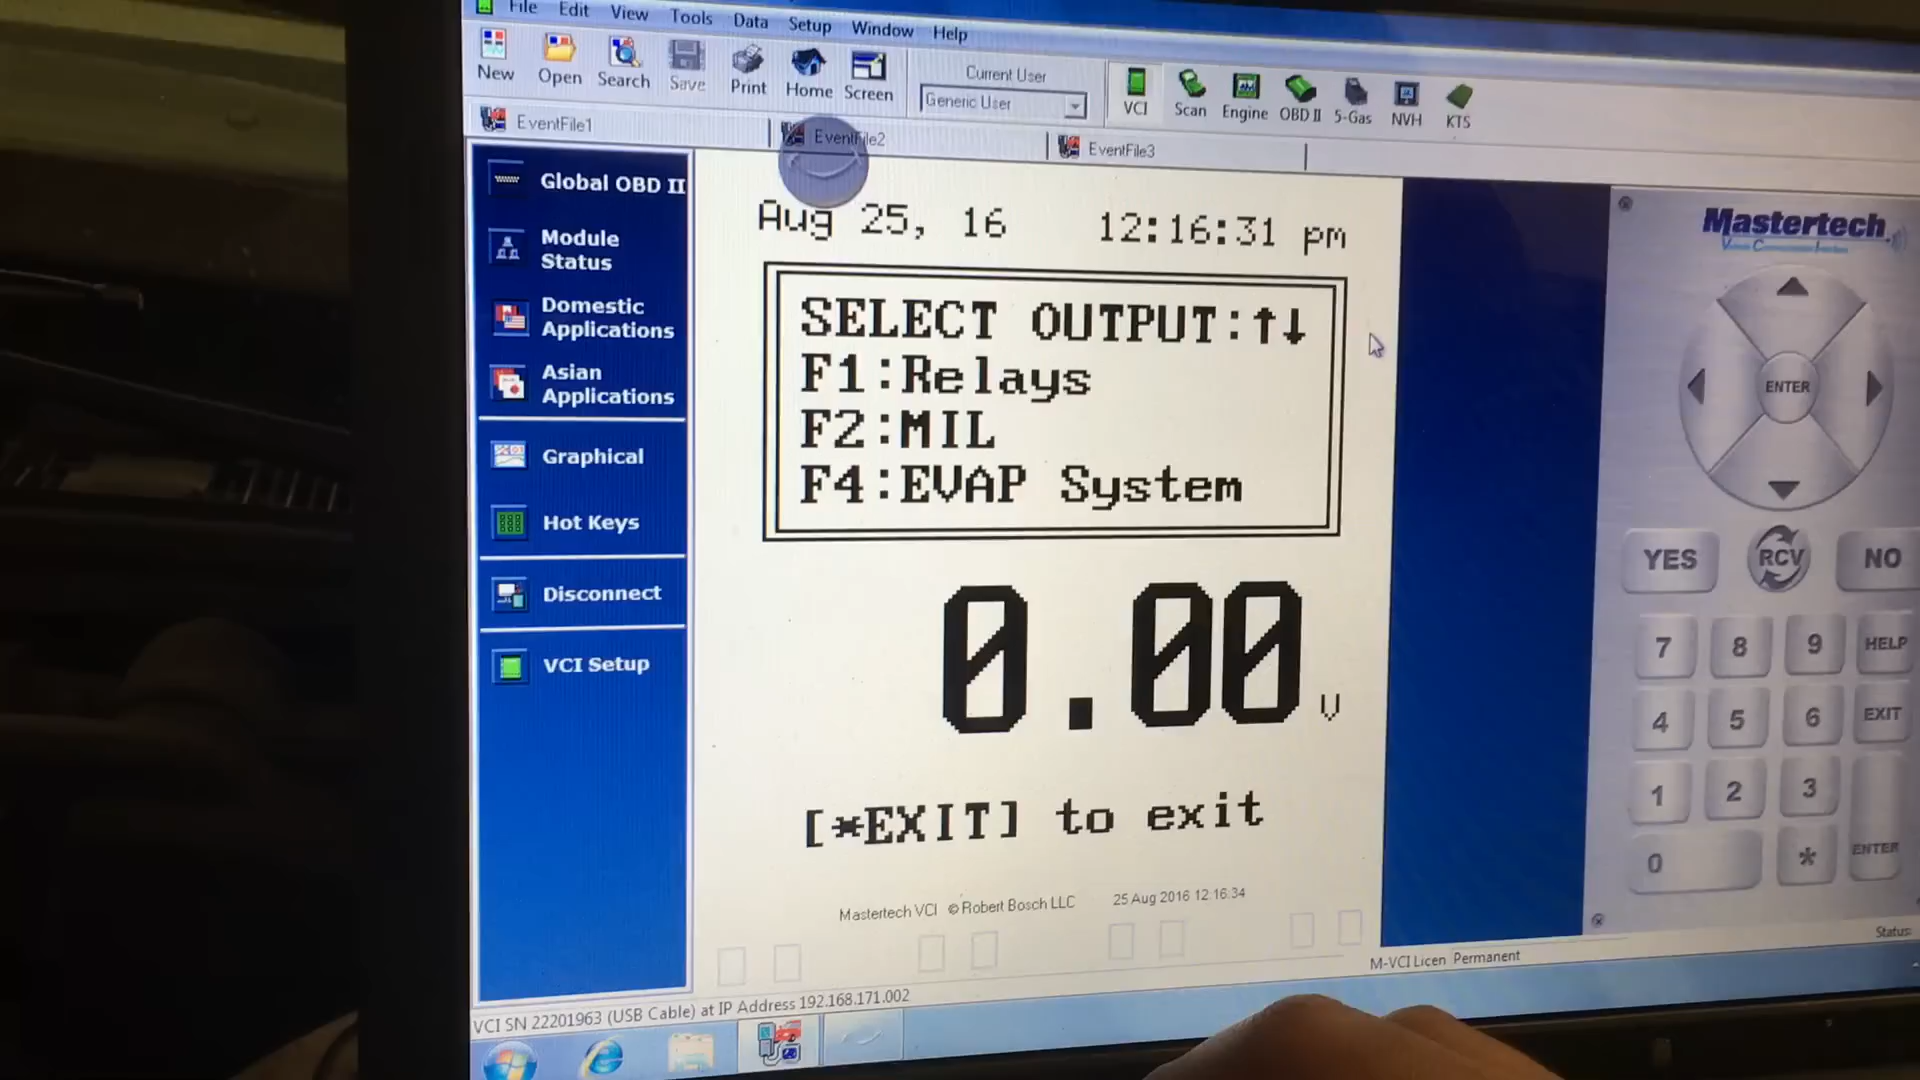 File Edit View Tools Data Setup Window Help
New Open Search Save Print Home Screen
Current User
Generic User
VCI Scan Engine OBD II 5-Gas NVH KTS
EventFile1 EventFile2 EventFile3
Global OBD II
Module
Status
Domestic
Applications
Asian
Applications
Graphical
Hot Keys
Disconnect
VCI Setup
Aug 25, 16 12:16:31 pm
SELECT OUTPUT:↑↓
F1:Relays
F2:MIL
F4:EVAP System
0.00 V
[*EXIT] to exit
Mastertech VCI © Robert Bosch LLC 25 Aug 2016 12:16:34
Mastertech
ENTER
YES RCV NO
7 8 9 HELP
4 5 6 EXIT
1 2 3
0 * ENTER
Status:
M-VCI Licen Permanent
VCI SN 22201963 (USB Cable) at IP Address 192.168.171.002